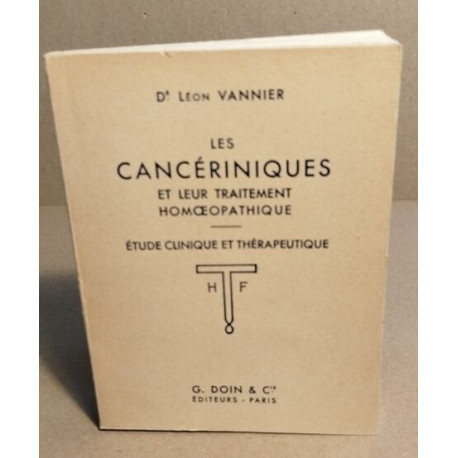 Dʳ LÉON VANNIER
LES
CANCÉRINIQUES
ET LEUR TRAITEMENT
HOMŒOPATHIQUE
ÉTUDE CLINIQUE ET THÉRAPEUTIQUE
H T F
G. DOIN & Cⁱᵉ
ÉDITEURS - PARIS